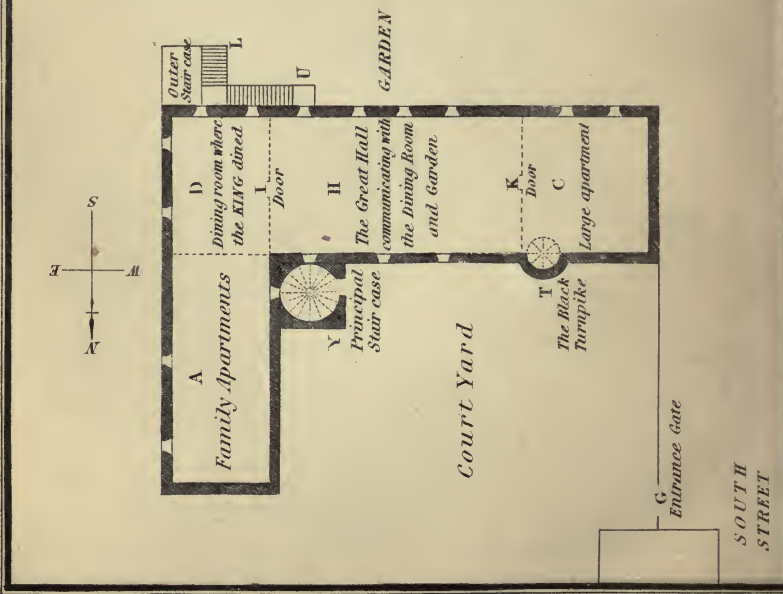 S
E
W
N
Outer
Stair case
L
U
GARDEN
D
Dining room where
the KING dined
I
Door
H
The Great Hall
communicating with
the Dining Room
and Garden
K
Door
C
Large apartment
A
Family Apartments
Y
Principal
Stair case
T
The Black
Turnpike
Court Yard
G
Entrance Gate
SOUTH
STREET